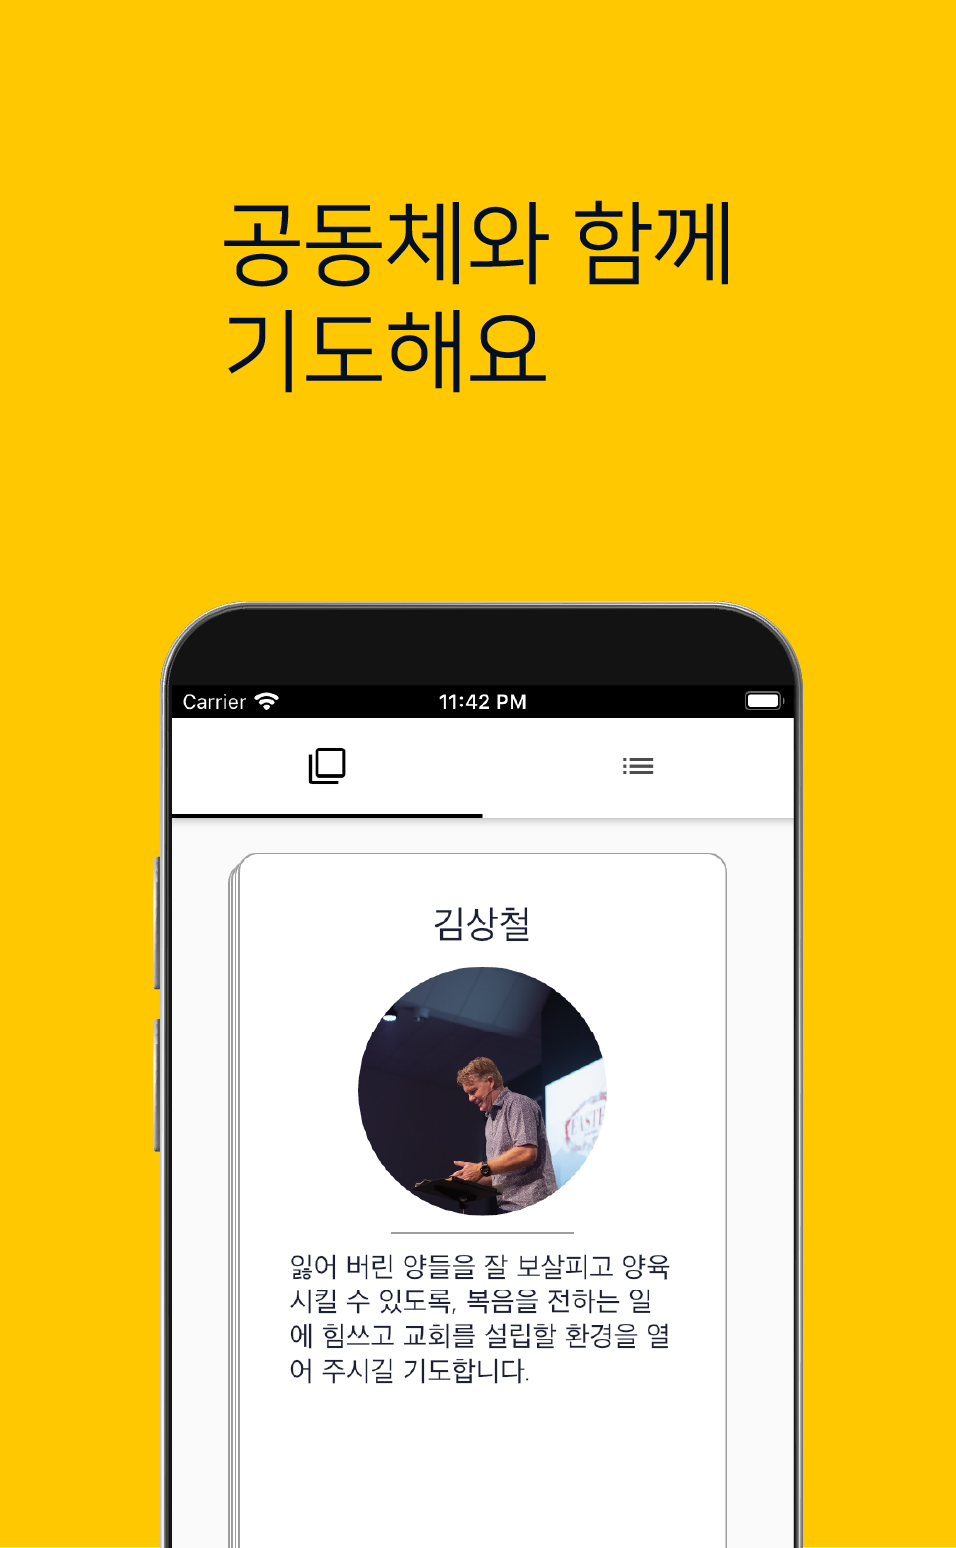 공동체와 함께
기도해요
Carrier 11:42 PM
김상철
잃어 버린 양들을 잘 보살피고 양육
시킬 수 있도록, 복음을 전하는 일
에 힘쓰고 교회를 설립할 환경을 열
어 주시길 기도합니다.